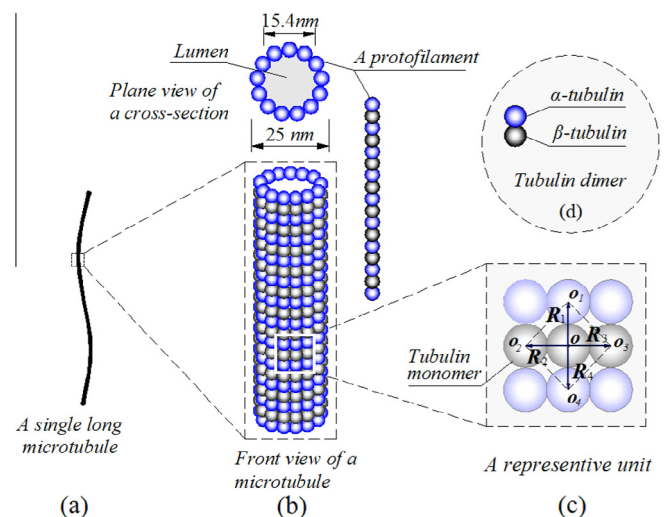 15.4nm
Lumen
A protofilament
Plane view of
a cross-section
25 nm
α-tubulin
β-tubulin
Tubulin dimer
(d)
o1
R1
o2
o
R3
o3
R2
R4
o4
Tubulin
monomer
A single long
microtubule
Front view of a
microtubule
A representive unit
(a)
(b)
(c)